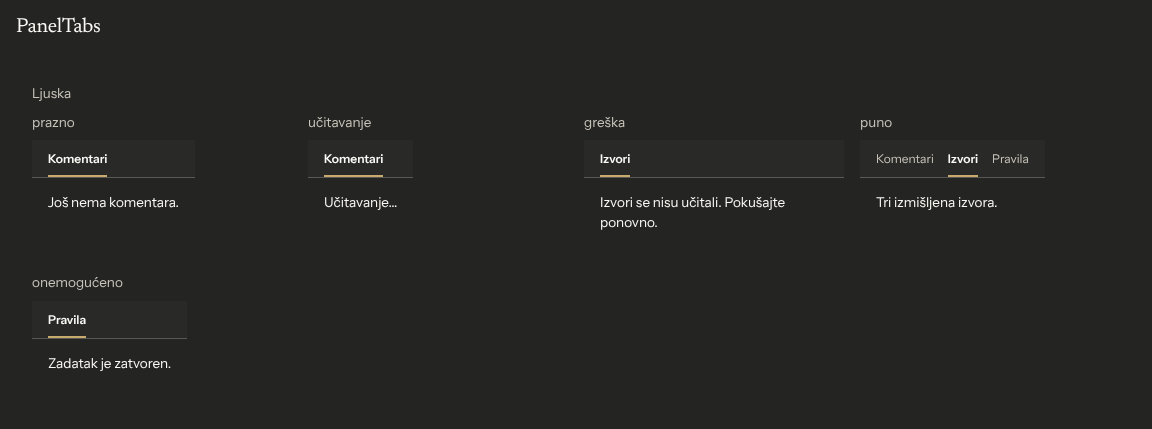 PanelTabs
Ljuska
prazno
Komentari
Još nema komentara.
učitavanje
Komentari
Učitavanje...
greška
Izvori
Izvori se nisu učitali. Pokušajte
ponovno.
puno
Komentari Izvori Pravila
Tri izmišljena izvora.
onemogućeno
Pravila
Zadatak je zatvoren.